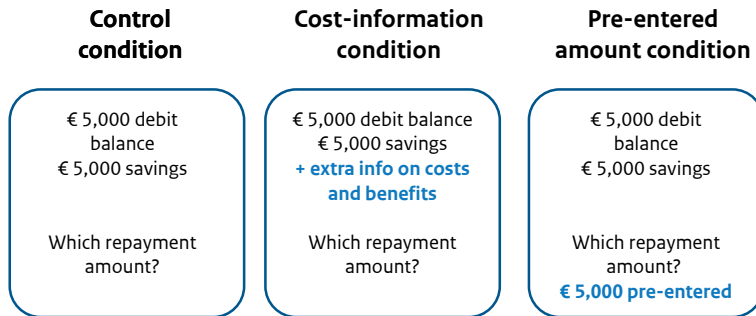 Control
condition
€ 5,000 debit
balance
€ 5,000 savings
Which repayment
amount?
Cost-information
condition
€ 5,000 debit balance
€ 5,000 savings
+ extra info on costs
and benefits
Which repayment
amount?
Pre-entered
amount condition
€ 5,000 debit
balance
€ 5,000 savings
Which repayment
amount?
€ 5,000 pre-entered